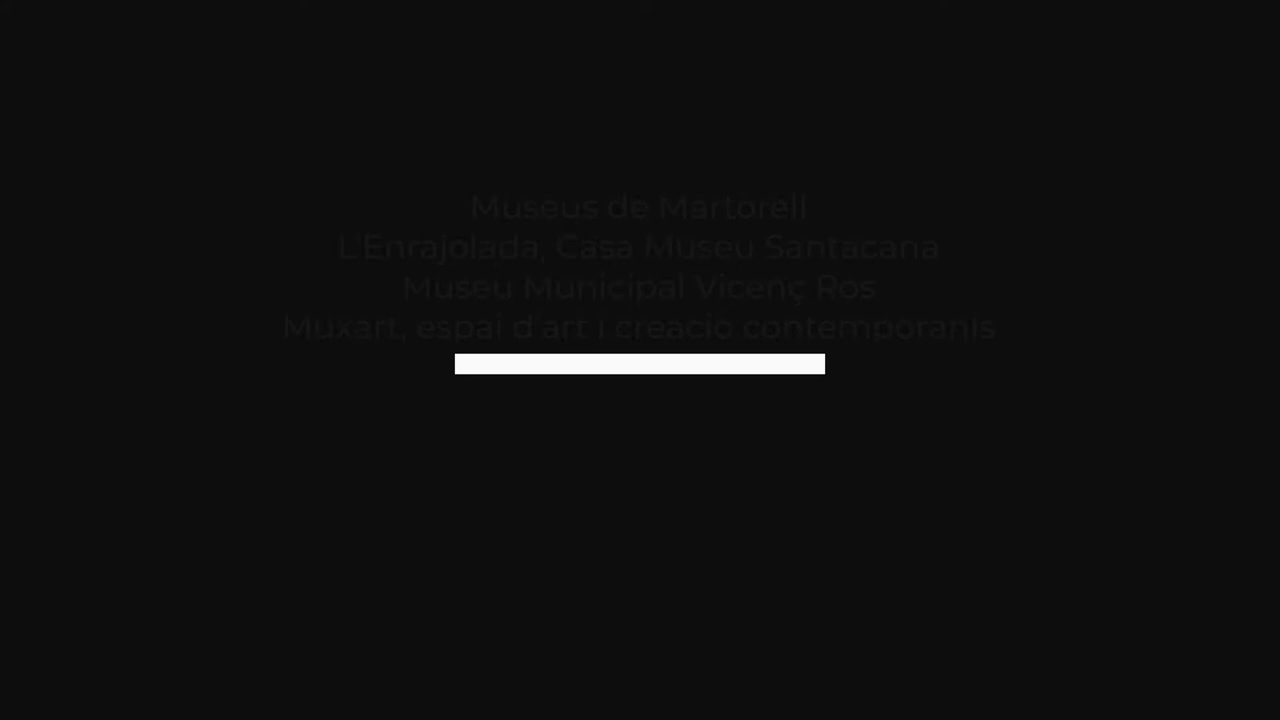 Museus de Martorell
L'Enrajolada, Casa Museu Santacana
Museu Municipal Vicenç Ros
Muxart, espai d'art i creació contemporanis